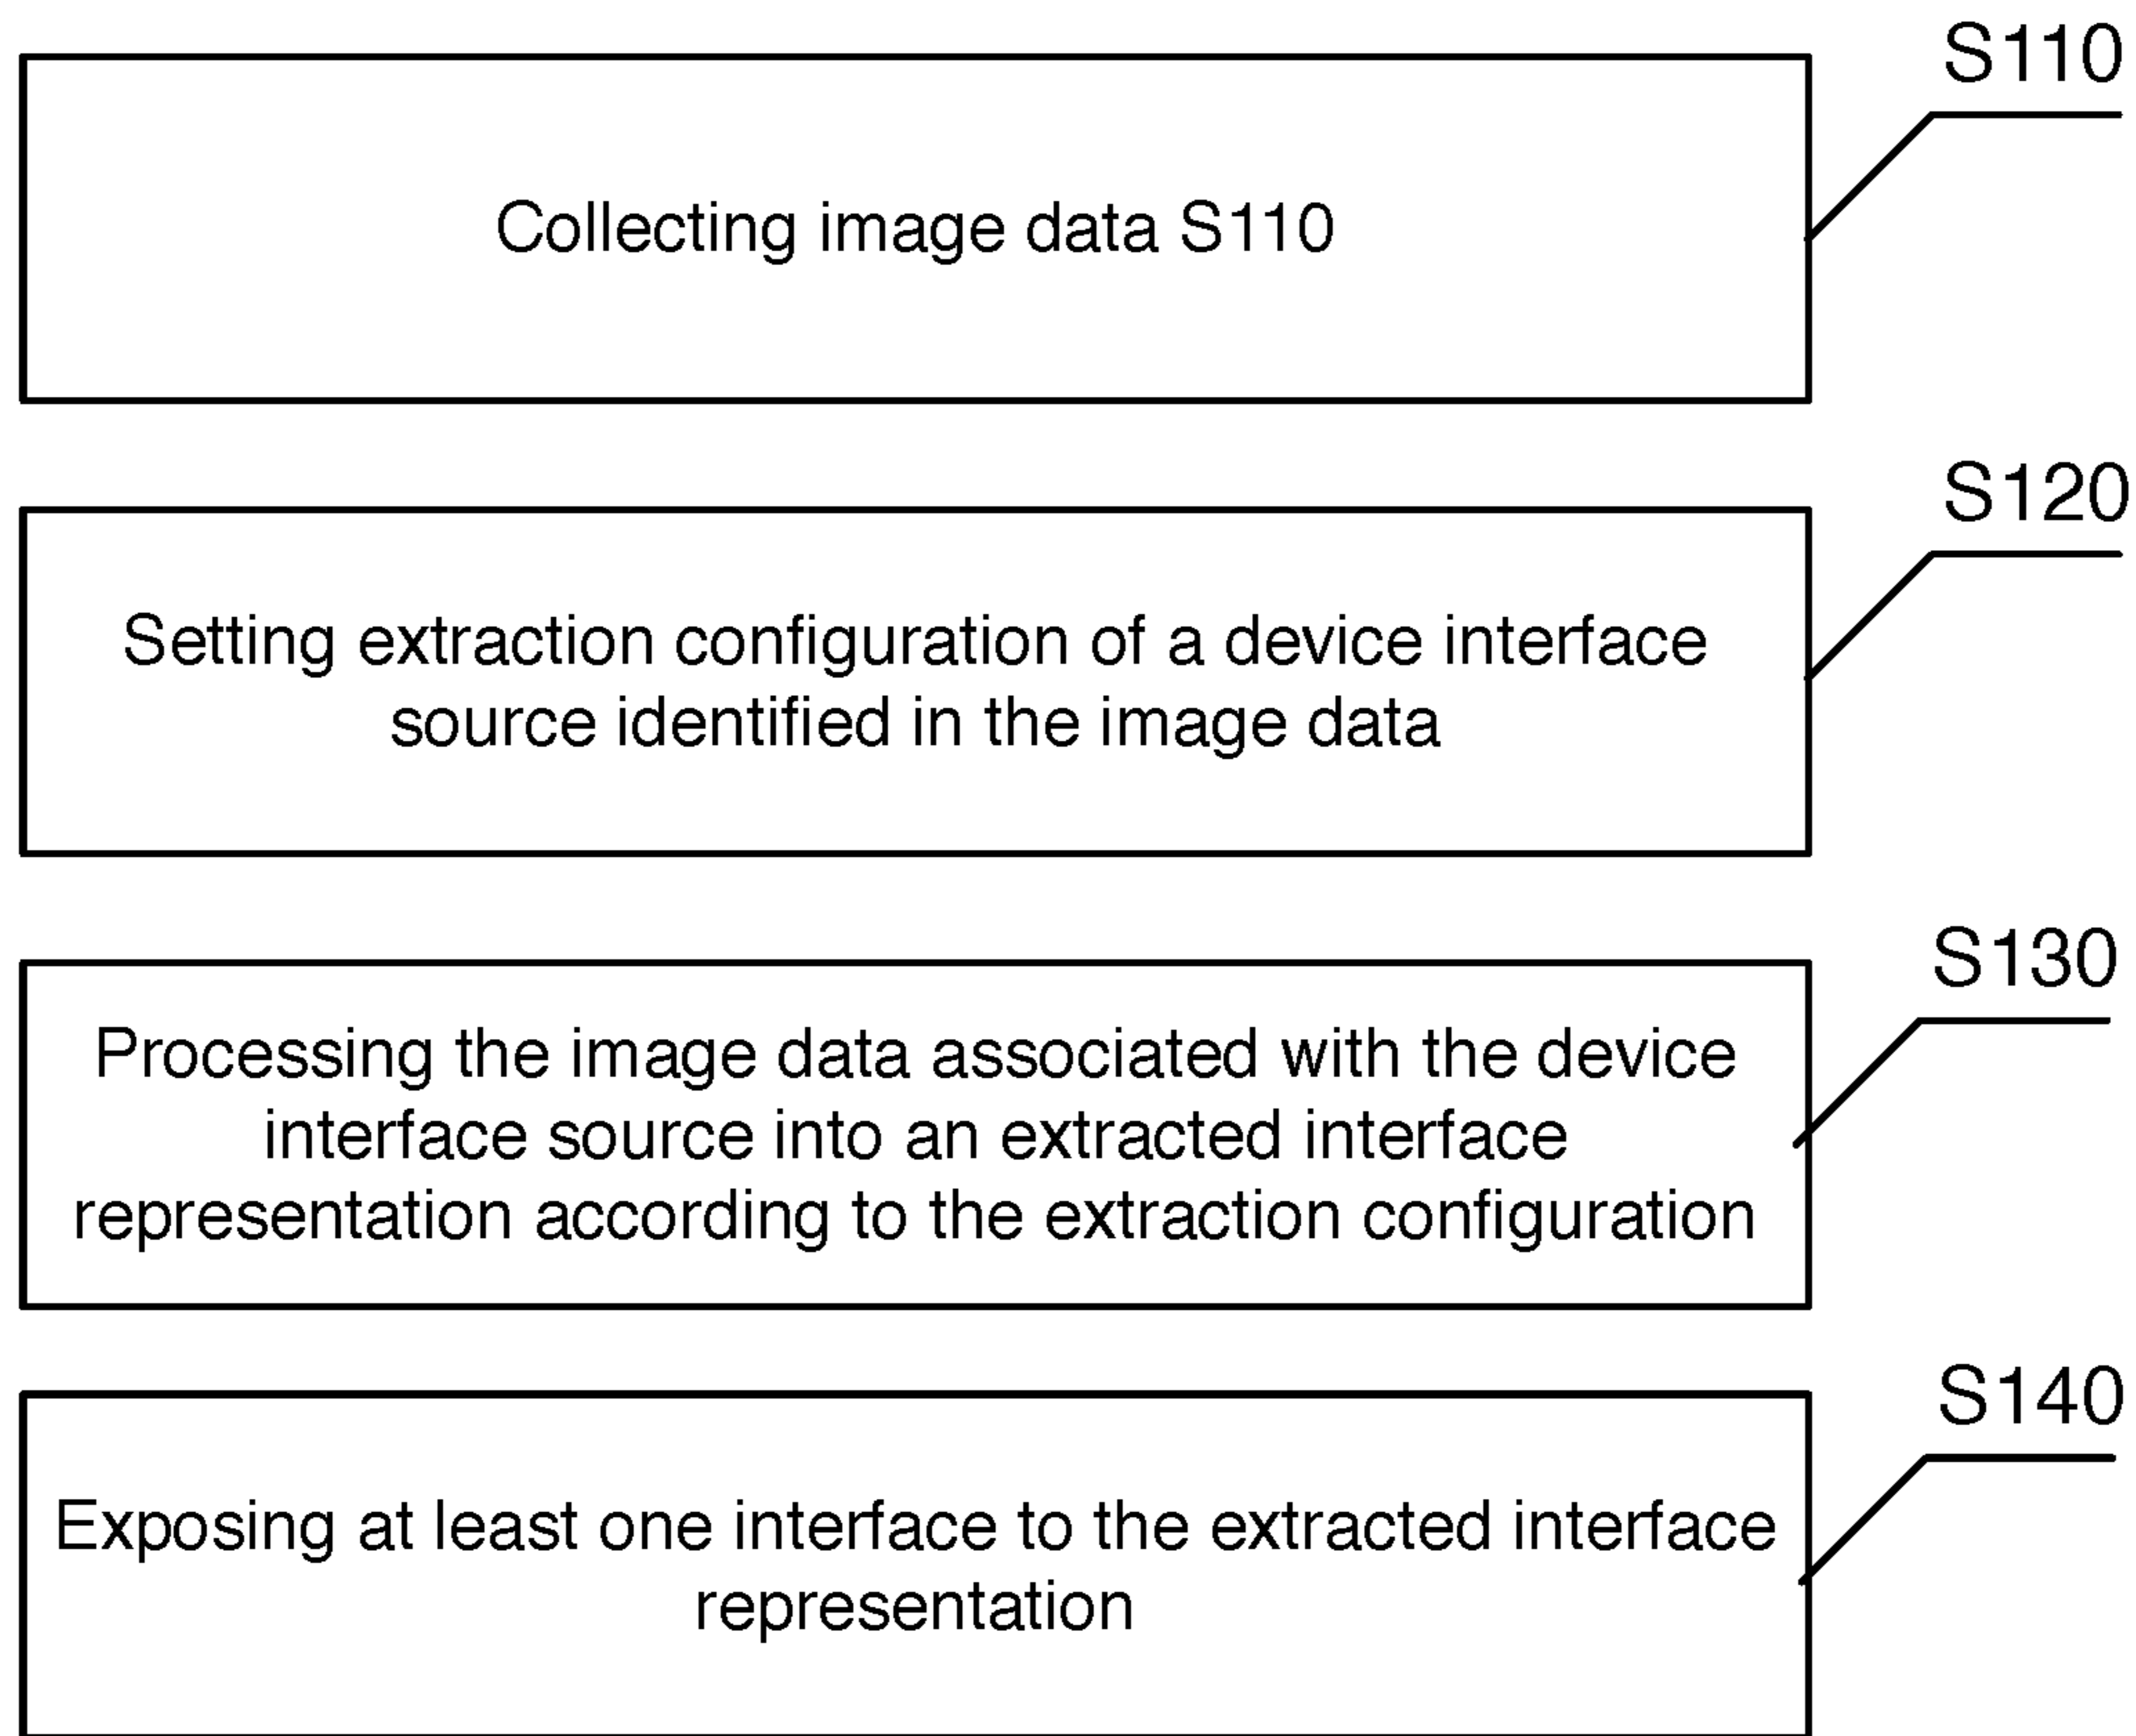 S110
Collecting image data S110
S120
Setting extraction configuration of a device interface
source identified in the image data
S130
Processing the image data associated with the device
interface source into an extracted interface
representation according to the extraction configuration
S140
Exposing at least one interface to the extracted interface
representation